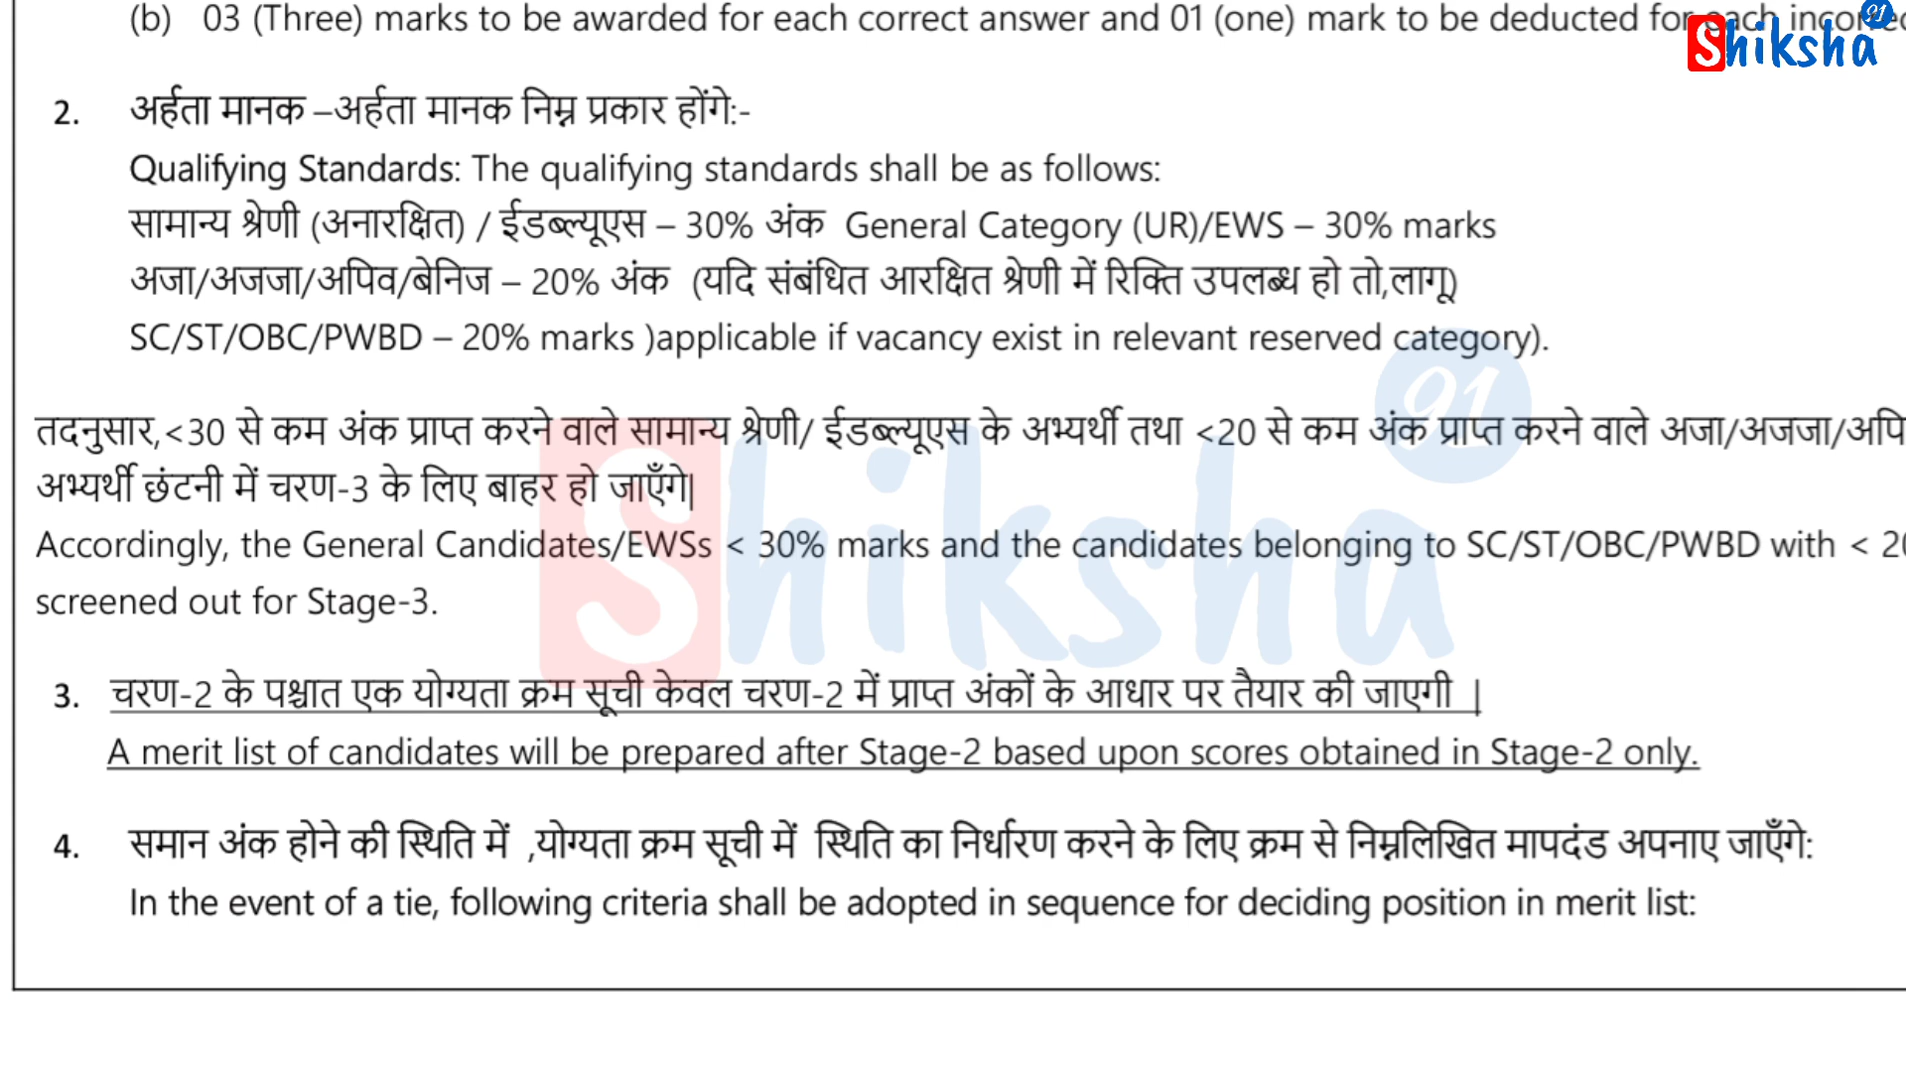 (b) 03 (Three) marks to be awarded for each correct answer and 01 (one) mark to be deducted for each
Shiksha 91
2. अर्हता मानक –अर्हता मानक निम्न प्रकार होंगे:-
Qualifying Standards: The qualifying standards shall be as follows:
सामान्य श्रेणी (अनारक्षित) / ईडब्ल्यूएस – 30% अंक General Category (UR)/EWS – 30% marks
अजा/अजजा/अपिव/बेनिज – 20% अंक (यदि संबंधित आरक्षित श्रेणी में रिक्ति उपलब्ध हो तो,लागू)
SC/ST/OBC/PWBD – 20% marks )applicable if vacancy exist in relevant reserved category).
तदनुसार,<30 से कम अंक प्राप्त करने वाले सामान्य श्रेणी/ ईडब्ल्यूएस के अभ्यर्थी तथा <20 से कम अंक प्राप्त करने वाले अजा/अजजा/अपि
अभ्यर्थी छंटनी में चरण-3 के लिए बाहर हो जाएँगे|
Accordingly, the General Candidates/EWSs < 30% marks and the candidates belonging to SC/ST/OBC/PWBD with < 20
screened out for Stage-3.
Shiksha 91
3. चरण-2 के पश्चात एक योग्यता क्रम सूची केवल चरण-2 में प्राप्त अंकों के आधार पर तैयार की जाएगी |
A merit list of candidates will be prepared after Stage-2 based upon scores obtained in Stage-2 only.
4. समान अंक होने की स्थिति में ,योग्यता क्रम सूची में स्थिति का निर्धारण करने के लिए क्रम से निम्नलिखित मापदंड अपनाए जाएँगे:
In the event of a tie, following criteria shall be adopted in sequence for deciding position in merit list: